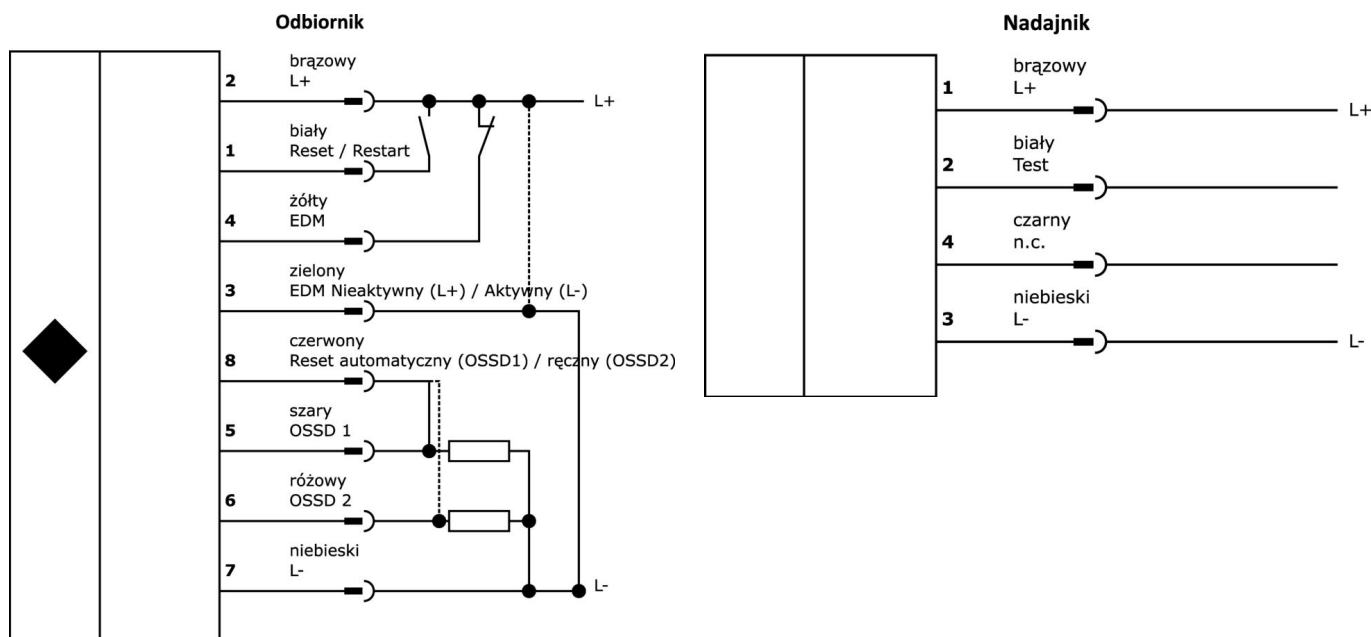 Odbiornik
brązowy
2 L+
L+
biały
1 Reset / Restart
żółty
4 EDM
zielony
3 EDM Nieaktywny (L+) / Aktywny (L-)
czerwony
8 Reset automatyczny (OSSD1) / ręczny (OSSD2)
szary
5 OSSD 1
różowy
6 OSSD 2
niebieski
7 L-
L-
Nadajnik
brązowy
1 L+
L+
biały
2 Test
czarny
4 n.c.
niebieski
3 L-
L-